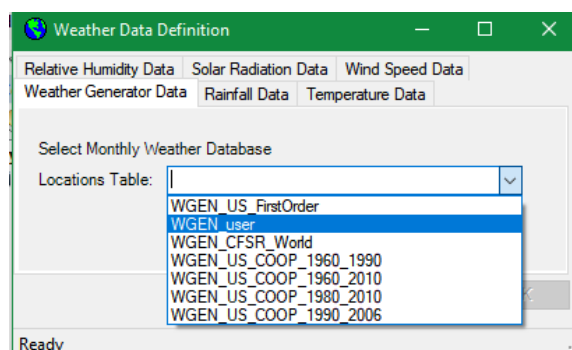 Weather Data Definition
Relative Humidity Data Solar Radiation Data Wind Speed Data
Weather Generator Data Rainfall Data Temperature Data
Select Monthly Weather Database
Locations Table:
WGEN_US_FirstOrder
WGEN_user
WGEN_CFSR_World
WGEN_US_COOP_1960_1990
WGEN_US_COOP_1960_2010
WGEN_US_COOP_1980_2010
WGEN_US_COOP_1990_2006
Ready